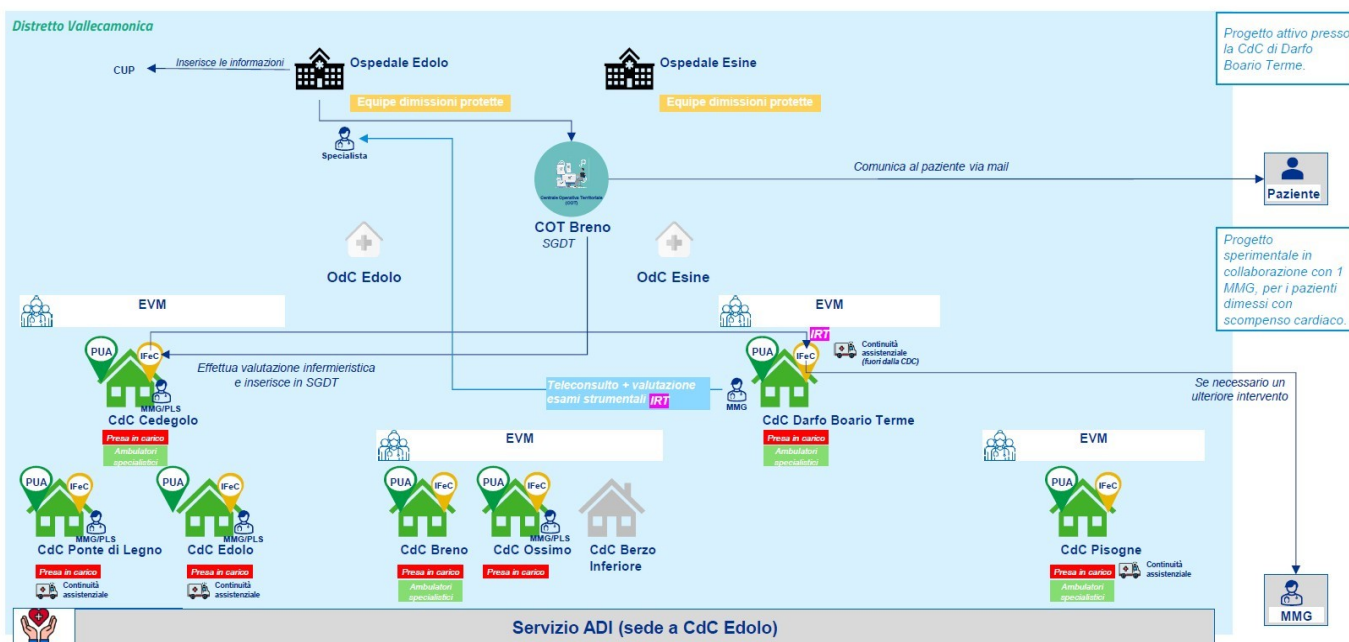 Distretto Vallecamonica
CUP
Inserisce le informazioni
Ospedale Edolo
Equipe dimissioni protette
Ospedale Esine
Equipe dimissioni protette
Progetto attivo presso
la CdC di Darfo
Boario Terme.
Specialista
Centrale Operativa Territoriale
(COT)
COT Breno
SGDT
Comunica al paziente via mail
Paziente
OdC Edolo
OdC Esine
Progetto
sperimentale in
collaborazione con 1
MMG, per i pazienti
dimessi con
scompenso cardiaco.
EVM
EVM
PUA
IFeC
MMG/PLS
CdC Cedegolo
Presa in carico
Ambulatori
specialistici
Effettua valutazione infermieristica
e inserisce in SGDT
Teleconsulto + valutazione
esami strumentali IRT
MMG
PUA
IRT
IFeC
Continuità
assistenziale
(fuori dalla CDC)
CdC Darfo Boario Terme
Presa in carico
Ambulatori
specialistici
Se necessario un
ulteriore intervento
EVM
EVM
PUA
IFeC
MMG/PLS
CdC Ponte di Legno
Presa in carico
Continuità
assistenziale
PUA
IFeC
MMG/PLS
CdC Edolo
Presa in carico
Continuità
assistenziale
PUA
IFeC
CdC Breno
Presa in carico
Ambulatori
specialistici
PUA
IFeC
MMG/PLS
CdC Ossimo
Presa in carico
CdC Berzo
Inferiore
PUA
IFeC
CdC Pisogne
Presa in carico
Ambulatori
specialistici
Continuità
assistenziale
MMG
Servizio ADI (sede a CdC Edolo)